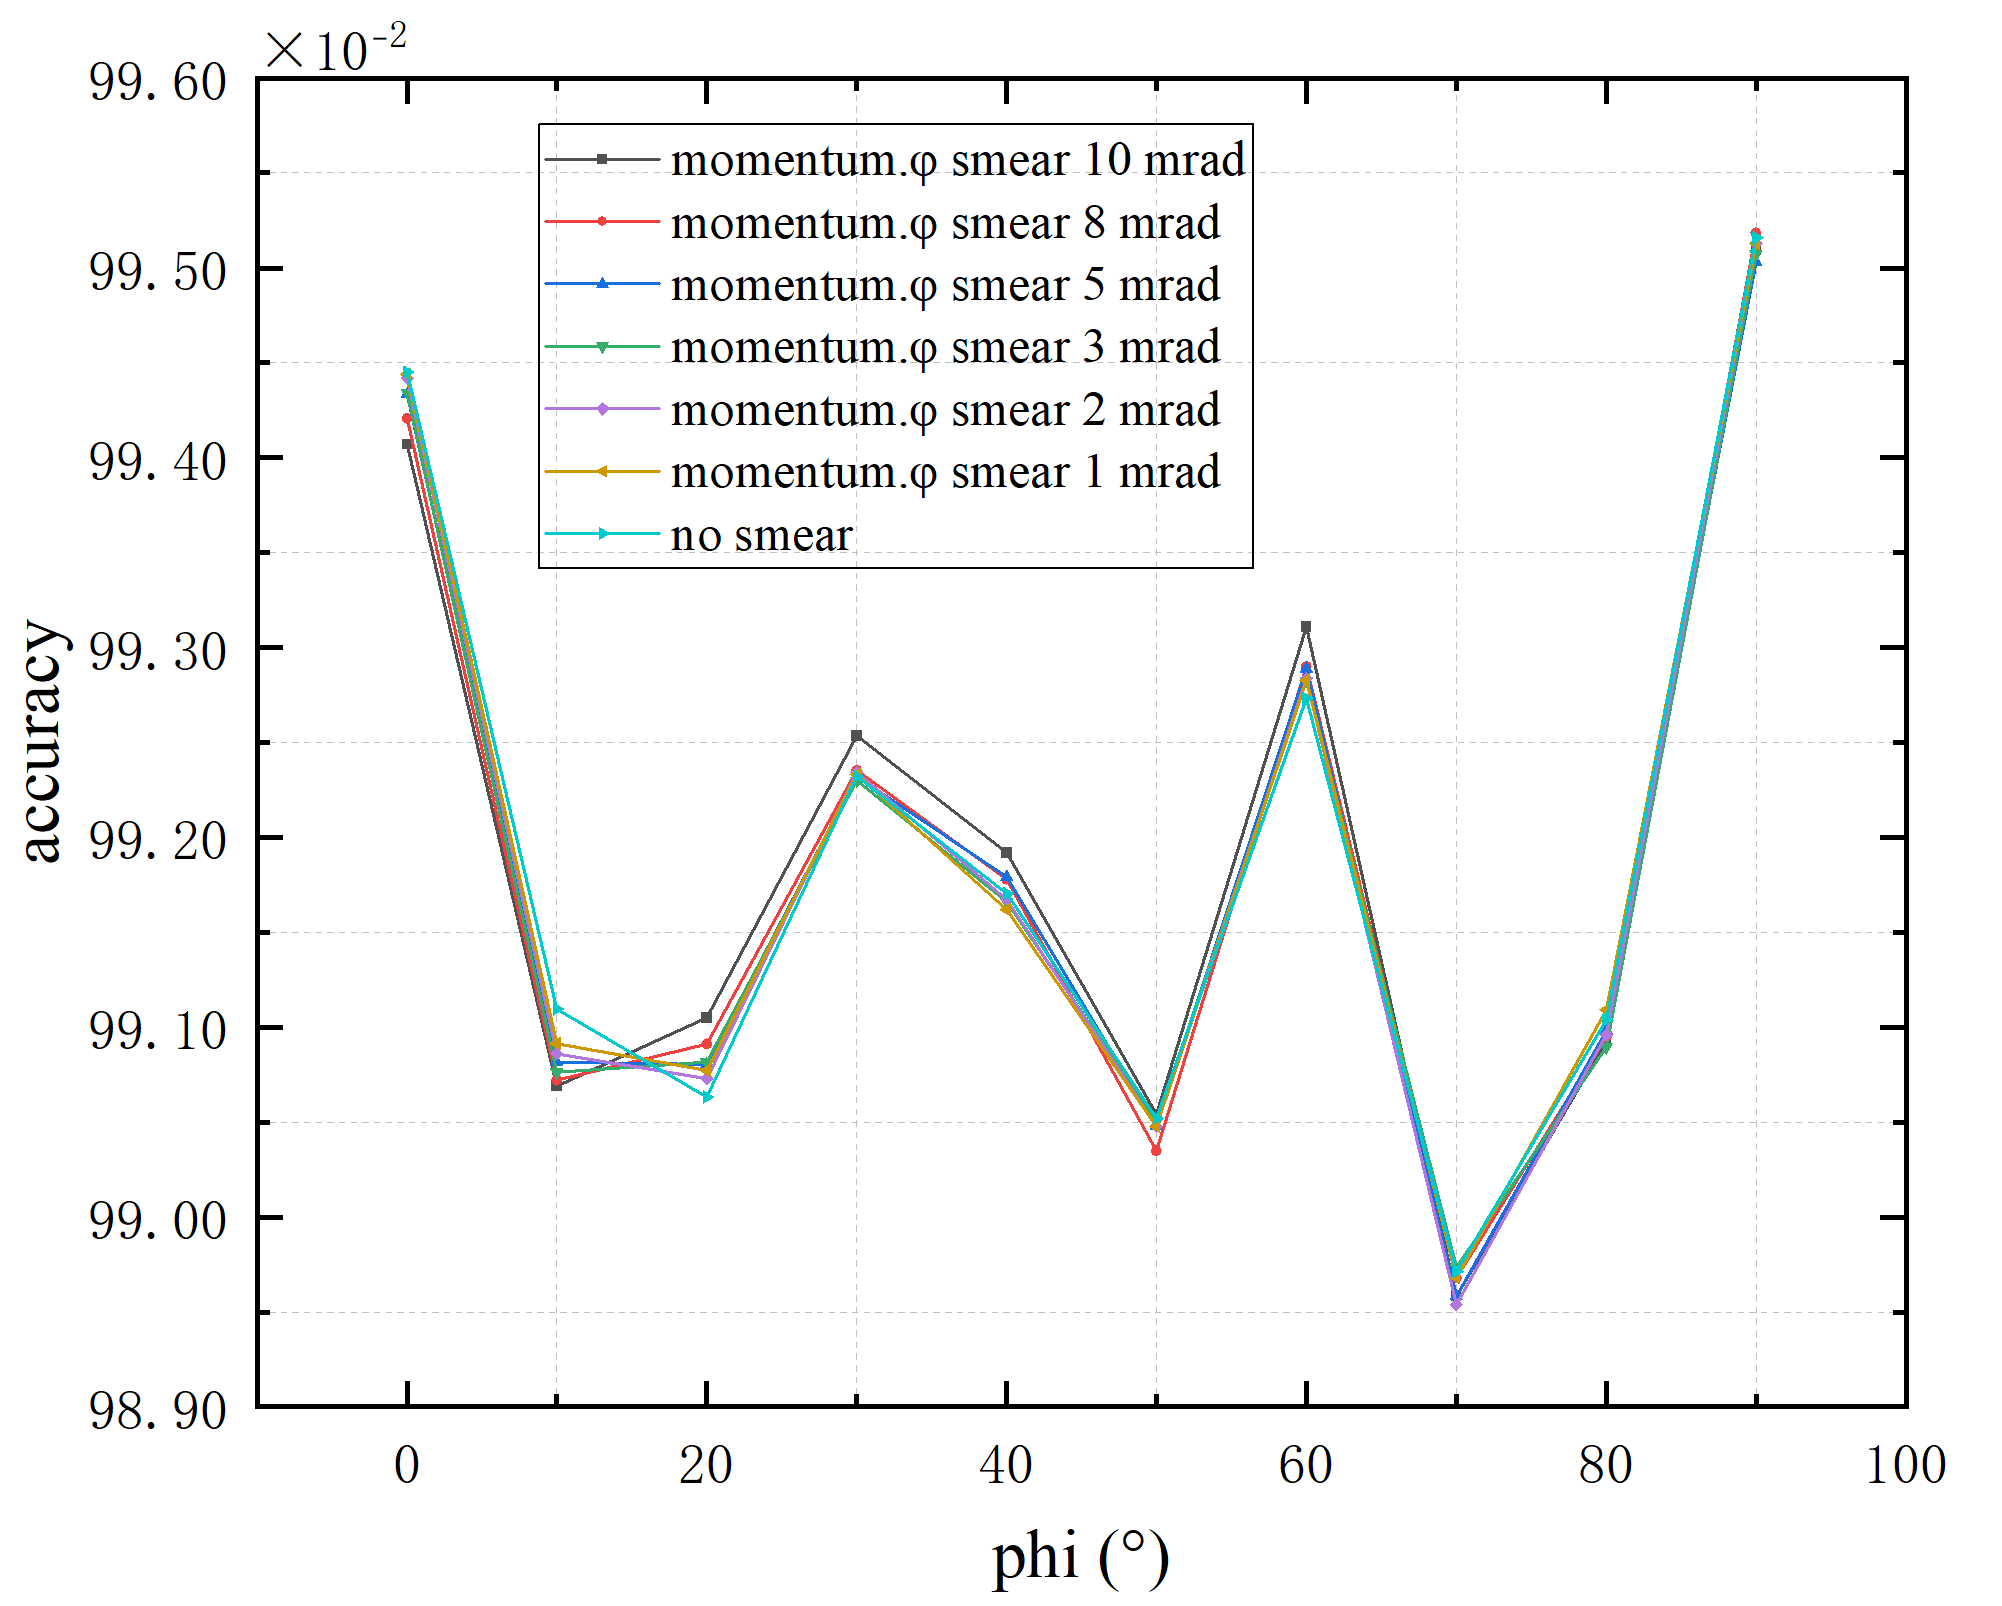 ×10⁻²
99.60
99.50
99.40
99.30
99.20
99.10
99.00
98.90
accuracy
momentum.φ smear 10 mrad
momentum.φ smear 8 mrad
momentum.φ smear 5 mrad
momentum.φ smear 3 mrad
momentum.φ smear 2 mrad
momentum.φ smear 1 mrad
no smear
0 20 40 60 80 100
phi (°)